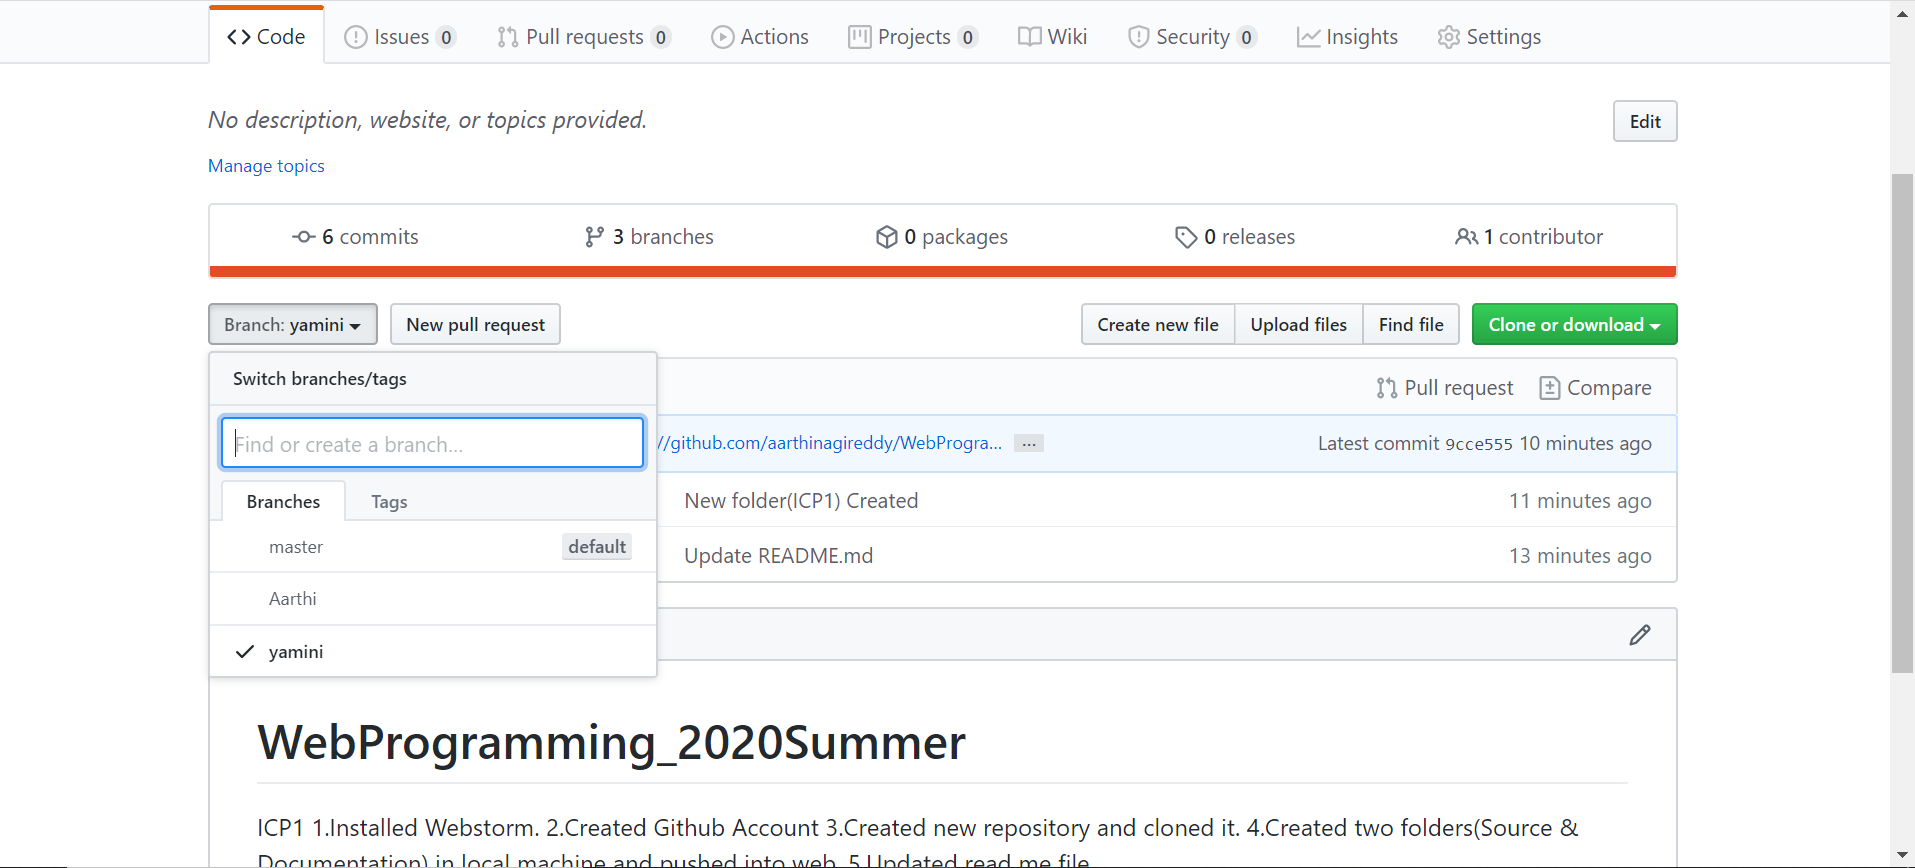 Code Issues 0 Pull requests 0 Actions Projects 0 Wiki Security 0 Insights Settings
No description, website, or topics provided.
Edit
Manage topics
6 commits 3 branches 0 packages 0 releases 1 contributor
Branch: yamini New pull request Create new file Upload files Find file Clone or download
Switch branches/tags
Pull request Compare
Find or create a branch...
//github.com/aarthinagireddy/WebProgra... ... Latest commit 9cce555 10 minutes ago
Branches Tags
New folder(ICP1) Created 11 minutes ago
master default
Update README.md 13 minutes ago
Aarthi
yamini
WebProgramming_2020Summer
ICP1 1.Installed Webstorm. 2.Created Github Account 3.Created new repository and cloned it. 4.Created two folders(Source &
Documentation) in local machine and pushed into web. 5.Updated read me file